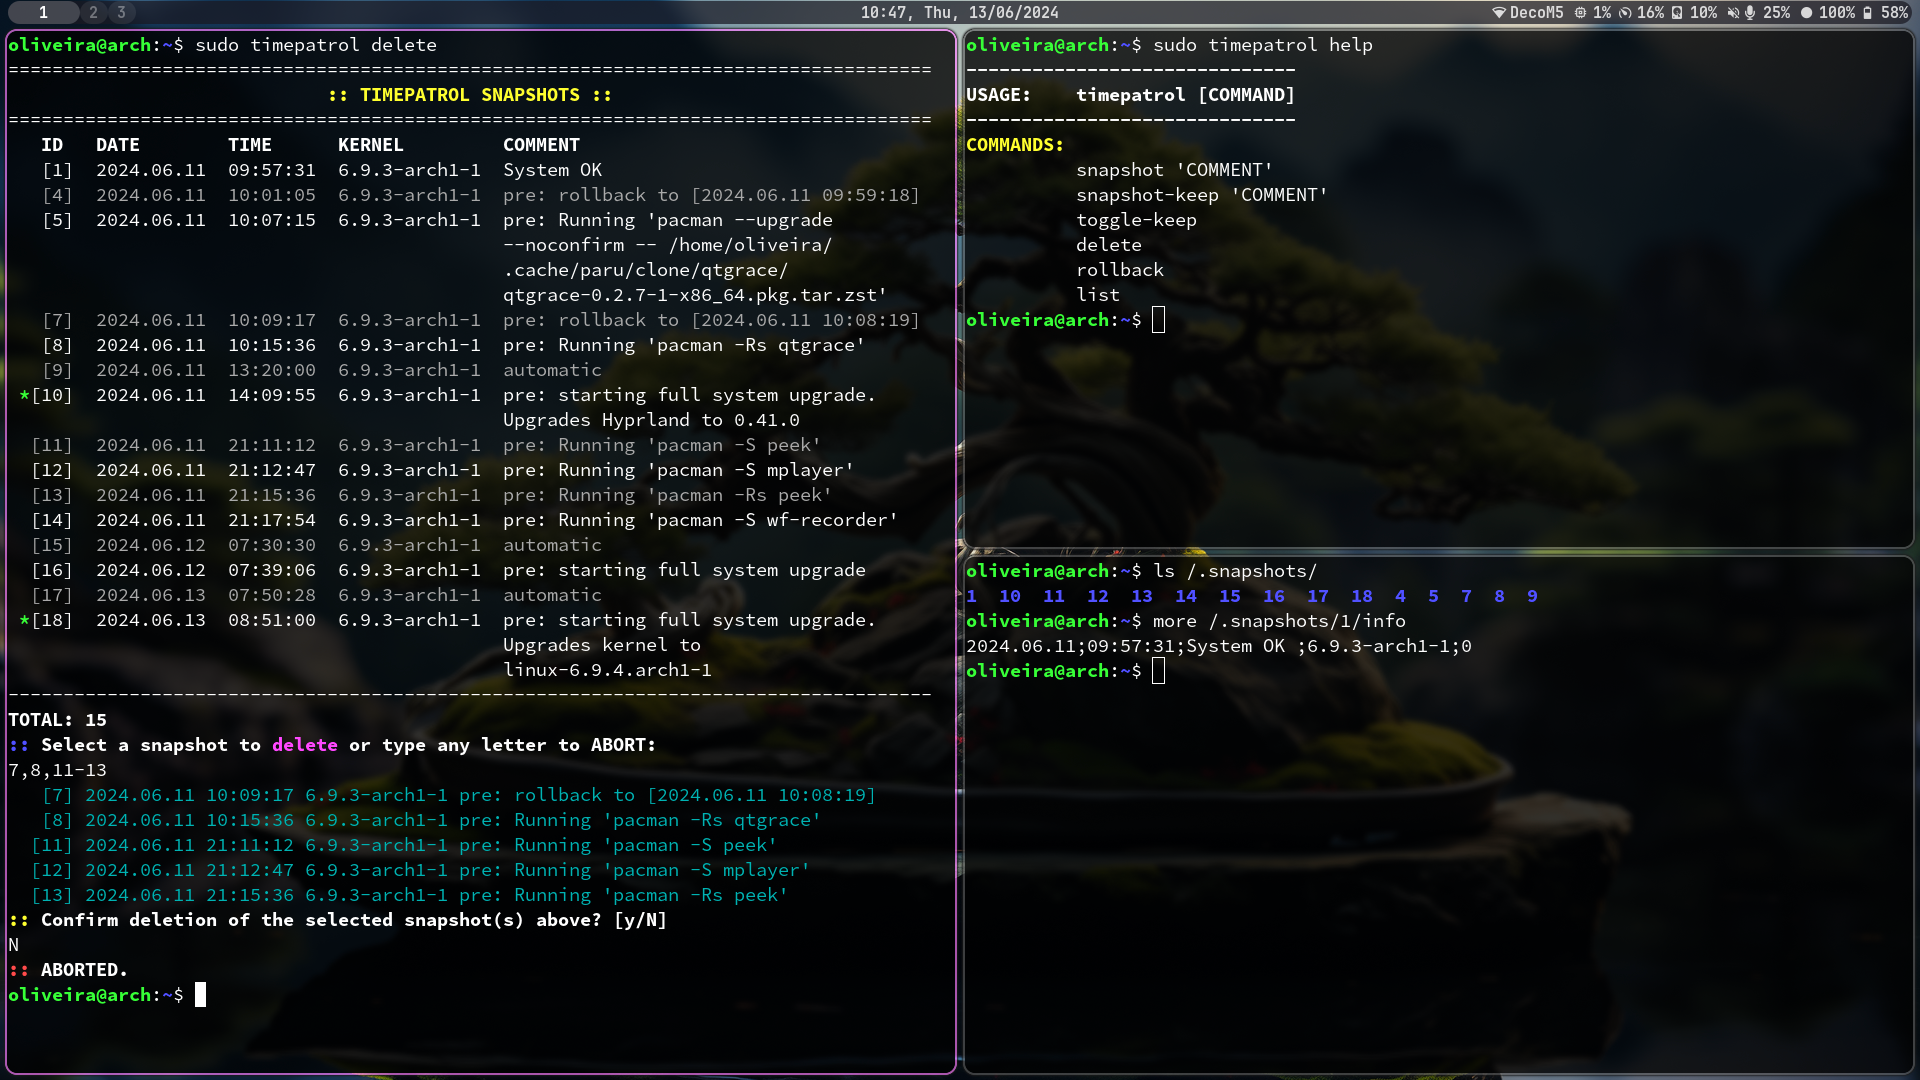 1 2 3 10:47, Thu, 13/06/2024 DecoM5 1% 16% 10% 25% 100% 58%
oliveira@arch:~$ sudo timepatrol delete
====================================================================================
:: TIMEPATROL SNAPSHOTS ::
====================================================================================
ID DATE TIME KERNEL COMMENT
[1] 2024.06.11 09:57:31 6.9.3-arch1-1 System OK
[4] 2024.06.11 10:01:05 6.9.3-arch1-1 pre: rollback to [2024.06.11 09:59:18]
[5] 2024.06.11 10:07:15 6.9.3-arch1-1 pre: Running 'pacman --upgrade
--noconfirm -- /home/oliveira/
.cache/paru/clone/qtgrace/
qtgrace-0.2.7-1-x86_64.pkg.tar.zst'
[7] 2024.06.11 10:09:17 6.9.3-arch1-1 pre: rollback to [2024.06.11 10:08:19]
[8] 2024.06.11 10:15:36 6.9.3-arch1-1 pre: Running 'pacman -Rs qtgrace'
[9] 2024.06.11 13:20:00 6.9.3-arch1-1 automatic
*[10] 2024.06.11 14:09:55 6.9.3-arch1-1 pre: starting full system upgrade.
Upgrades Hyprland to 0.41.0
[11] 2024.06.11 21:11:12 6.9.3-arch1-1 pre: Running 'pacman -S peek'
[12] 2024.06.11 21:12:47 6.9.3-arch1-1 pre: Running 'pacman -S mplayer'
[13] 2024.06.11 21:15:36 6.9.3-arch1-1 pre: Running 'pacman -Rs peek'
[14] 2024.06.11 21:17:54 6.9.3-arch1-1 pre: Running 'pacman -S wf-recorder'
[15] 2024.06.12 07:30:30 6.9.3-arch1-1 automatic
[16] 2024.06.12 07:39:06 6.9.3-arch1-1 pre: starting full system upgrade
[17] 2024.06.13 07:50:28 6.9.3-arch1-1 automatic
*[18] 2024.06.13 08:51:00 6.9.3-arch1-1 pre: starting full system upgrade.
Upgrades kernel to
linux-6.9.4.arch1-1
------------------------------------------------------------------------------------
TOTAL: 15
:: Select a snapshot to delete or type any letter to ABORT:
7,8,11-13
[7] 2024.06.11 10:09:17 6.9.3-arch1-1 pre: rollback to [2024.06.11 10:08:19]
[8] 2024.06.11 10:15:36 6.9.3-arch1-1 pre: Running 'pacman -Rs qtgrace'
[11] 2024.06.11 21:11:12 6.9.3-arch1-1 pre: Running 'pacman -S peek'
[12] 2024.06.11 21:12:47 6.9.3-arch1-1 pre: Running 'pacman -S mplayer'
[13] 2024.06.11 21:15:36 6.9.3-arch1-1 pre: Running 'pacman -Rs peek'
:: Confirm deletion of the selected snapshot(s) above? [y/N]
N
:: ABORTED.
oliveira@arch:~$
oliveira@arch:~$ sudo timepatrol help
------------------------------
USAGE: timepatrol [COMMAND]
------------------------------
COMMANDS:
snapshot 'COMMENT'
snapshot-keep 'COMMENT'
toggle-keep
delete
rollback
list
oliveira@arch:~$
oliveira@arch:~$ ls /.snapshots/
1 10 11 12 13 14 15 16 17 18 4 5 7 8 9
oliveira@arch:~$ more /.snapshots/1/info
2024.06.11;09:57:31;System OK ;6.9.3-arch1-1;0
oliveira@arch:~$